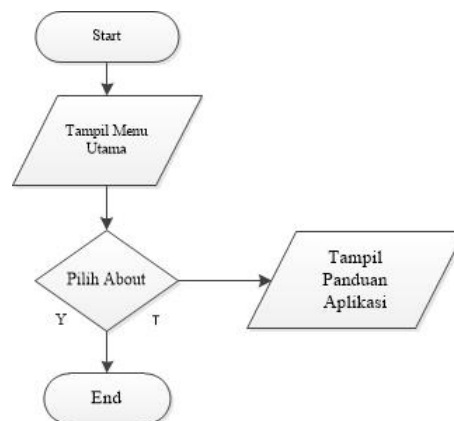 Start
Tampil Menu
Utama
Pilih About
Y
T
Tampil
Panduan
Aplikasi
End